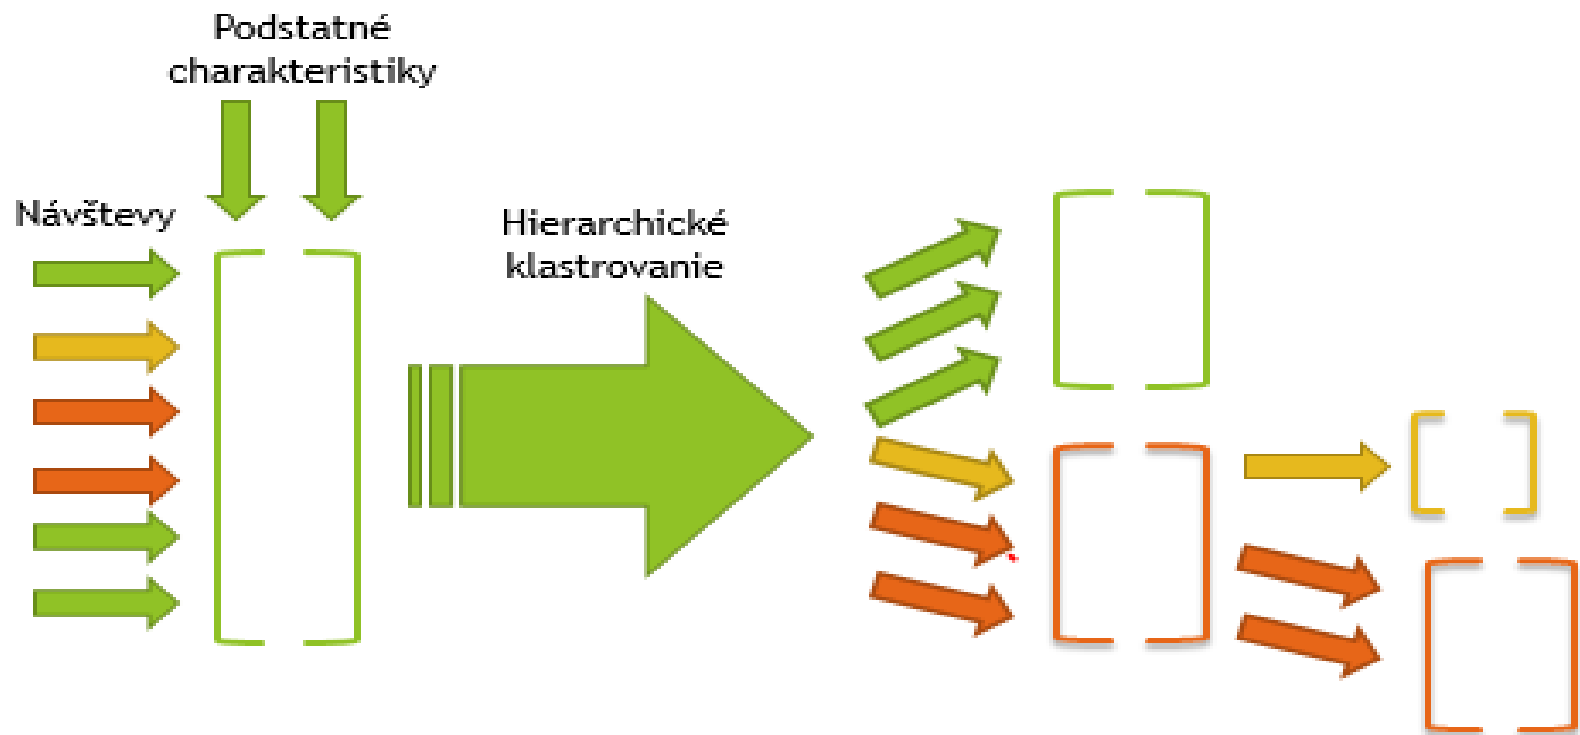 Podstatné
charakteristiky
Návštevy
Hierarchické
klastrovanie